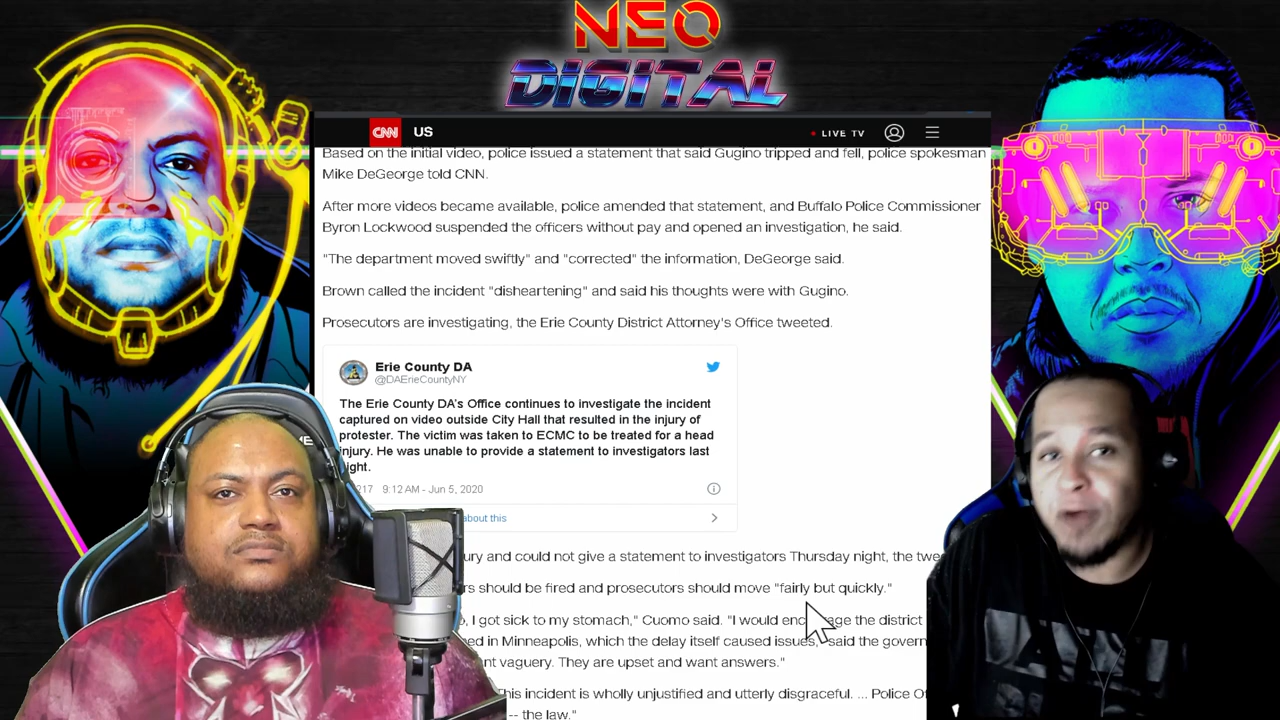 NEO
DIGITAL
CNN US
LIVE TV
Based on the initial video, police issued a statement that said Gugino tripped and fell, police spokesman
Mike DeGeorge told CNN.
After more videos became available, police amended that statement, and Buffalo Police Commissioner
Byron Lockwood suspended the officers without pay and opened an investigation, he said.
"The department moved swiftly" and "corrected" the information, DeGeorge said.
Brown called the incident "disheartening" and said his thoughts were with Gugino.
Prosecutors are investigating, the Erie County District Attorney's Office tweeted.
Erie County DA
@DAErieCountyNY
The Erie County DA's Office continues to investigate the incident
captured on video outside City Hall that resulted in the injury of
protester. The victim was taken to ECMC to be treated for a head
injury. He was unable to provide a statement to investigators last
217 9:12 AM - Jun 5, 2020
about this
and could not give a statement to investigators Thursday night, the
should be fired and prosecutors should move "fairly but quickly."
I got sick to my stomach," Cuomo said. "I would the district
in Minneapolis, which the delay itself caused issues," said the
vaguery. They are upset and want answers."
This incident is wholly unjustified and utterly disgraceful. ... Police
-- the law."